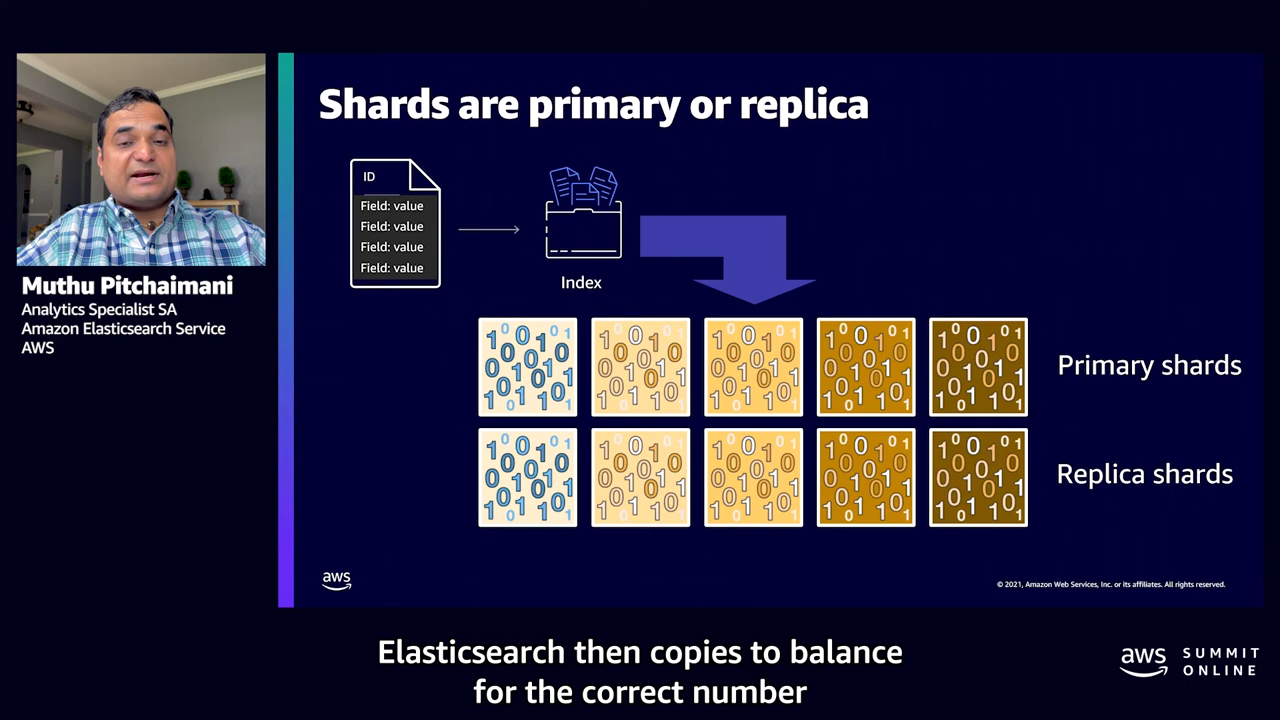 Shards are primary or replica
ID
Field: value
Field: value
Field: value
Field: value
Index
Primary shards
Replica shards
Muthu Pitchaimani
Analytics Specialist SA
Amazon Elasticsearch Service
AWS
aws
© 2021, Amazon Web Services, Inc. or its affiliates. All rights reserved.
Elasticsearch then copies to balance
for the correct number
aws
SUMMIT
ONLINE